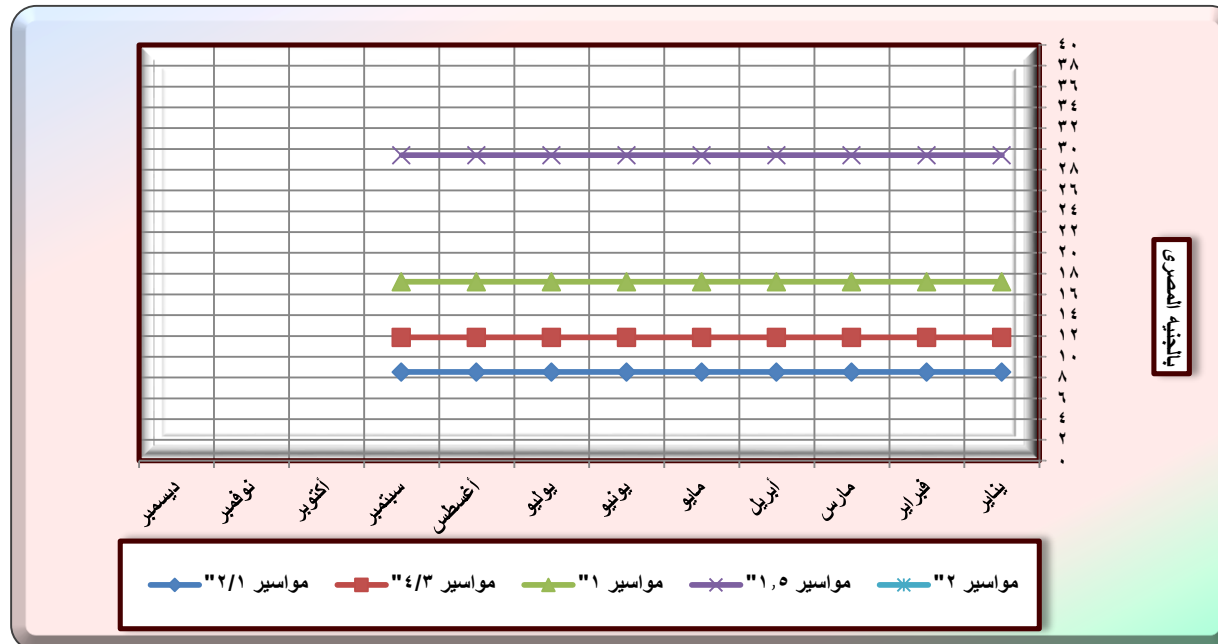 ٤٠
٣٨
٣٦
٣٤
٣٢
٣٠
٢٨
٢٦
٢٤
٢٢
٢٠
١٨
١٦
١٤
١٢
١٠
٨
٦
٤
٢
٠
بالجنيه المصرى
يناير
فبراير
مارس
أبريل
مايو
يونيو
يوليو
أغسطس
سبتمبر
أكتوبر
نوفمبر
ديسمبر
مواسير ٢" مواسير ١,٥" مواسير ١" مواسير ٤/٣" مواسير ٢/١"